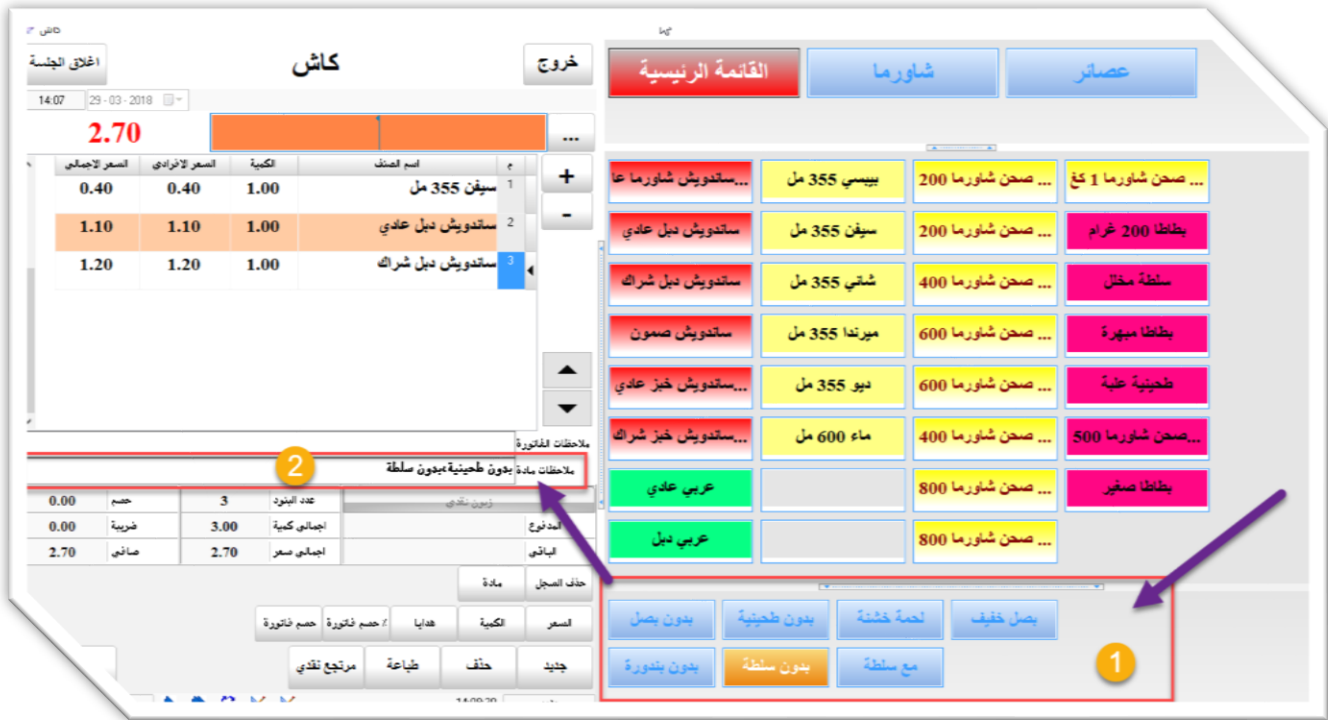 كاش
خروج
كاش
اغلاق الجلسة
14:07
29-03-2018
2.70
...
م
اسم الصنف
الكمية
السعر الافرادي
السعر الاجمالي
1 سيفن 355 مل 1.00 0.40 0.40
2 ساندويش دبل عادي 1.00 1.10 1.10
3 ساندويش دبل شراك 1.00 1.20 1.20
+
-
ملاحظات الفاتورة
ملاحظات مادة بدون طحينية،بدون سلطة
2
زبون نقدي
عدد البنود 3
حسم 0.00
المدفوع
اجمالي كمية 3.00
ضريبة 0.00
الباقي
اجمالي سعر 2.70
صافي 2.70
حذف السجل
مادة
السعر
الكمية
هدايا
٪ حسم فاتورة
حسم فاتورة
جديد
حذف
طباعة
مرتجع نقدي
القائمة الرئيسية
شاورما
عصائر
...ساندويش شاورما عا
بيبسي 355 مل
... صحن شاورما 200
... صحن شاورما 1 كغ
ساندويش دبل عادي
سيفن 355 مل
... صحن شاورما 200
بطاطا 200 غرام
ساندويش دبل شراك
شاني 355 مل
... صحن شاورما 400
سلطة مخلل
ساندويش صمون
ميرندا 355 مل
... صحن شاورما 600
بطاطا مبهرة
...ساندويش خبز عادي
ديو 355 مل
... صحن شاورما 600
طحينية علبة
...ساندويش خبز شراك
ماء 600 مل
... صحن شاورما 400
...صحن شاورما 500
عربي عادي
... صحن شاورما 800
بطاطا صغير
عربي دبل
... صحن شاورما 800
بدون بصل
بدون طحينية
لحمة خشنة
بصل خفيف
بدون بندورة
بدون سلطة
مع سلطة
1